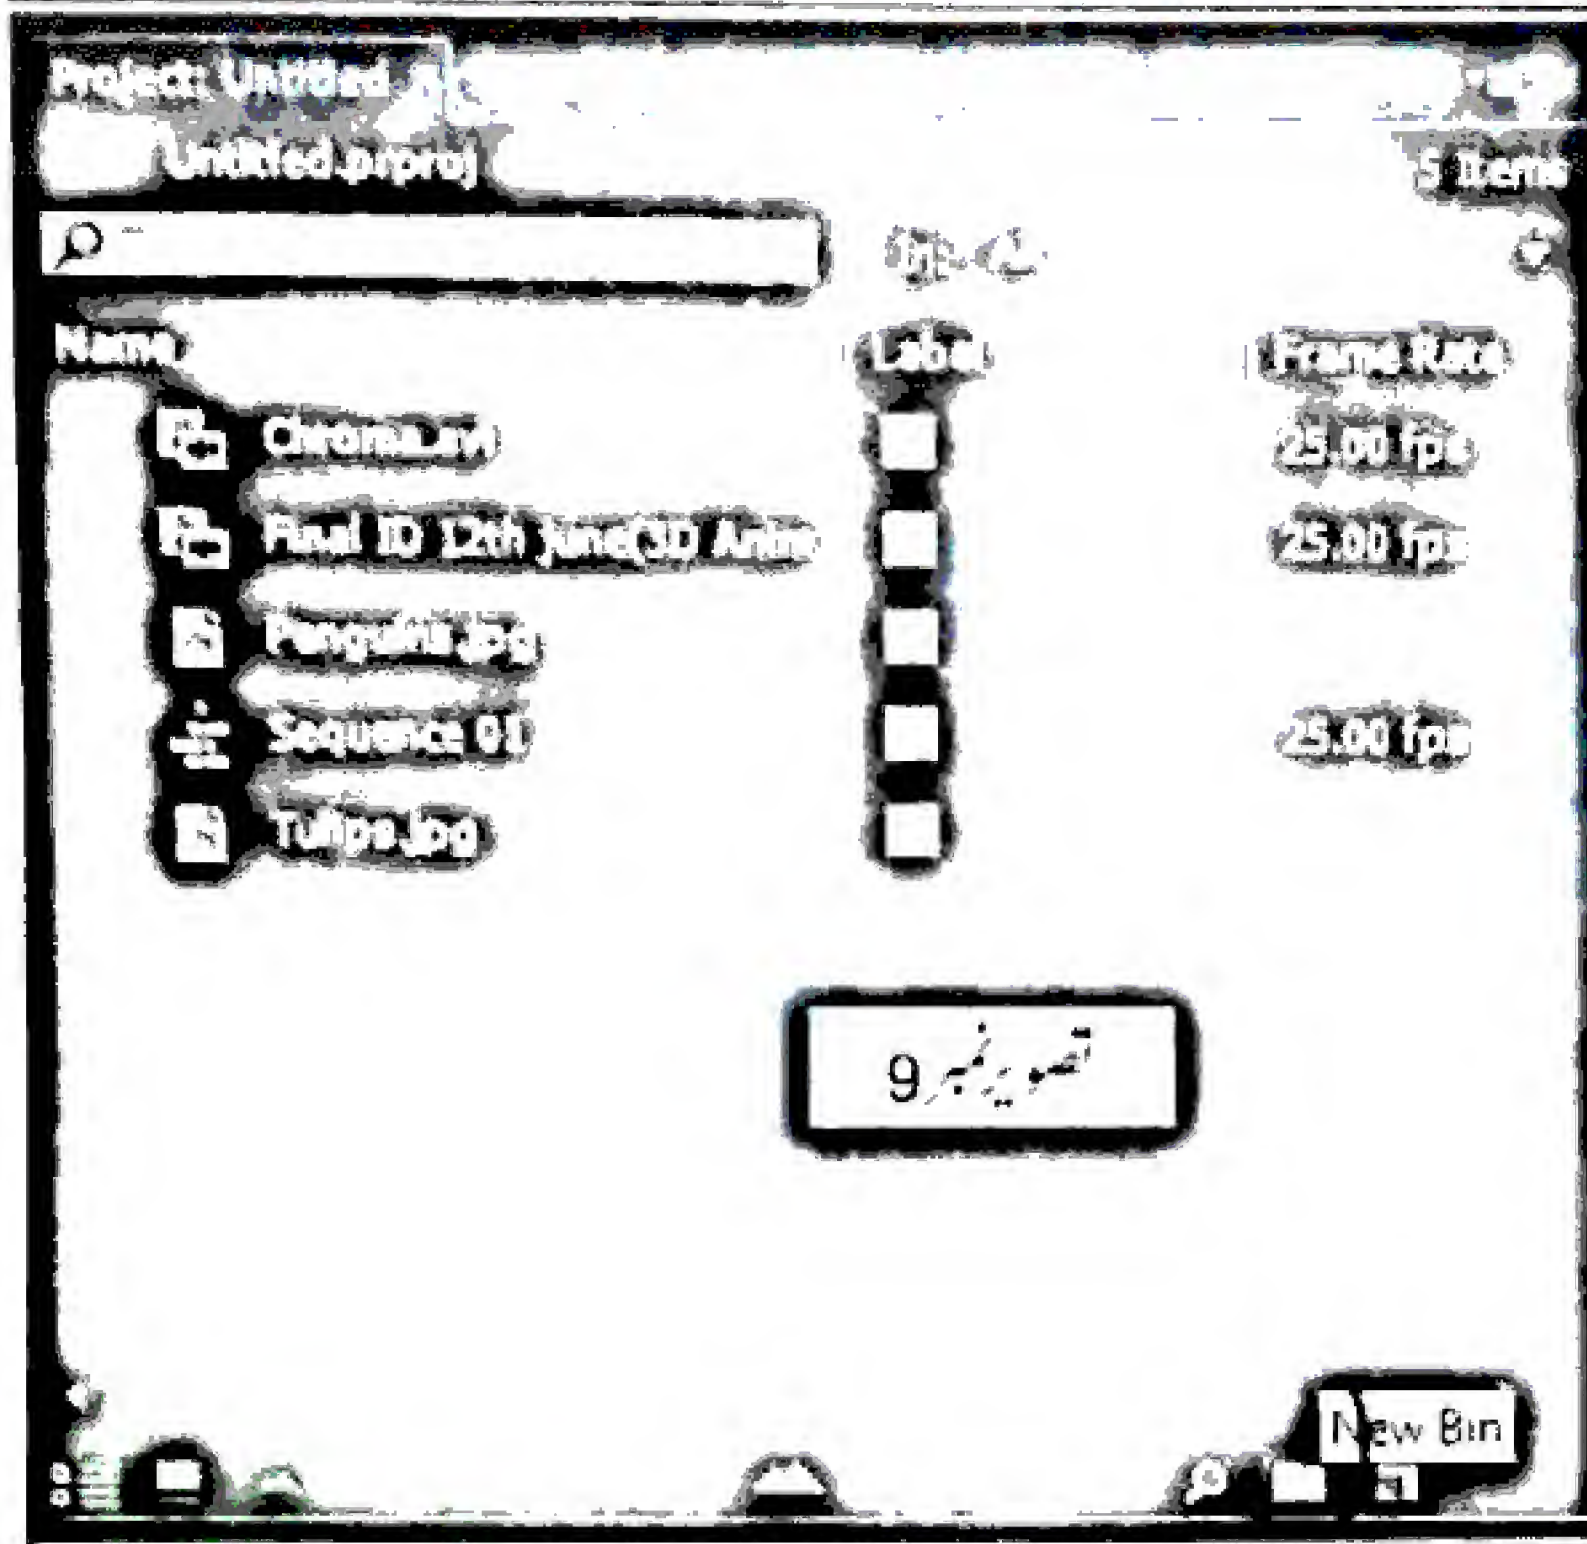 Project: Untitled
Untitled.prproj
5 Items
Name Label Frame Rate
Chroma.avi 25.00 fps
Final ID 12th June(3D Anim 25.00 fps
Penguins.jpg
Sequence 01 25.00 fps
Tulips.jpg
تصویر نمبر 9
New Bin